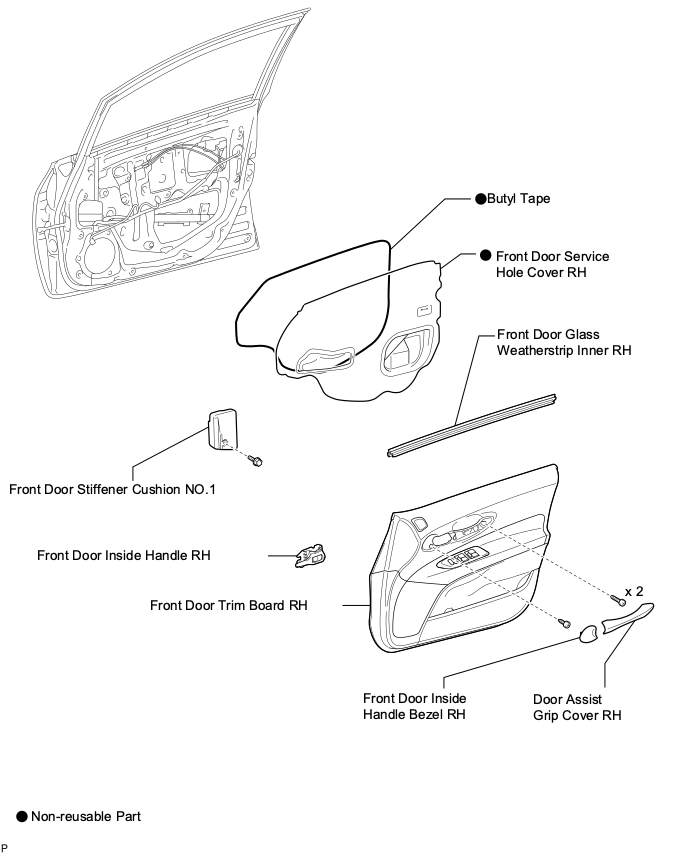 ●Butyl Tape
● Front Door Service
Hole Cover RH
Front Door Glass
Weatherstrip Inner RH
Front Door Stiffener Cushion NO.1
Front Door Inside Handle RH
x 2
Front Door Trim Board RH
Front Door Inside
Handle Bezel RH
Door Assist
Grip Cover RH
● Non-reusable Part
P